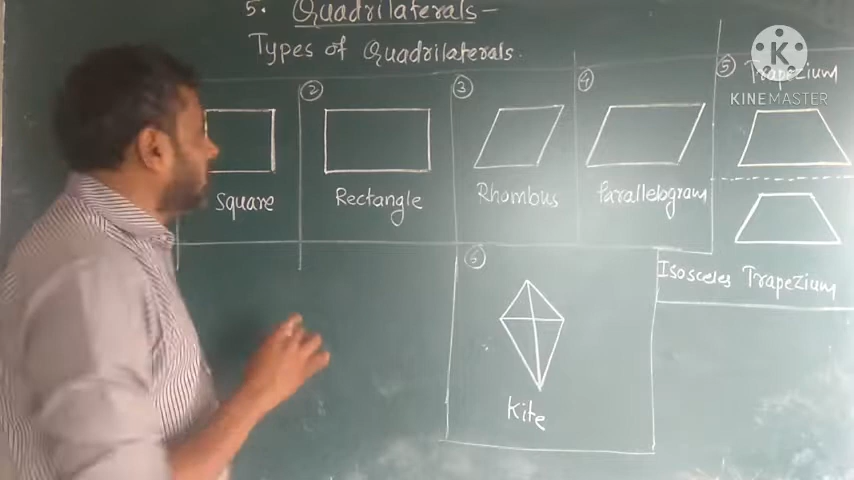 5. Quadrilaterals -
Types of Quadrilaterals.
② ③ ④ ⑤ Trapezium
K
KINEMASTER
Square Rectangle Rhombus Parallelogram
⑥
Isosceles Trapezium
Kite